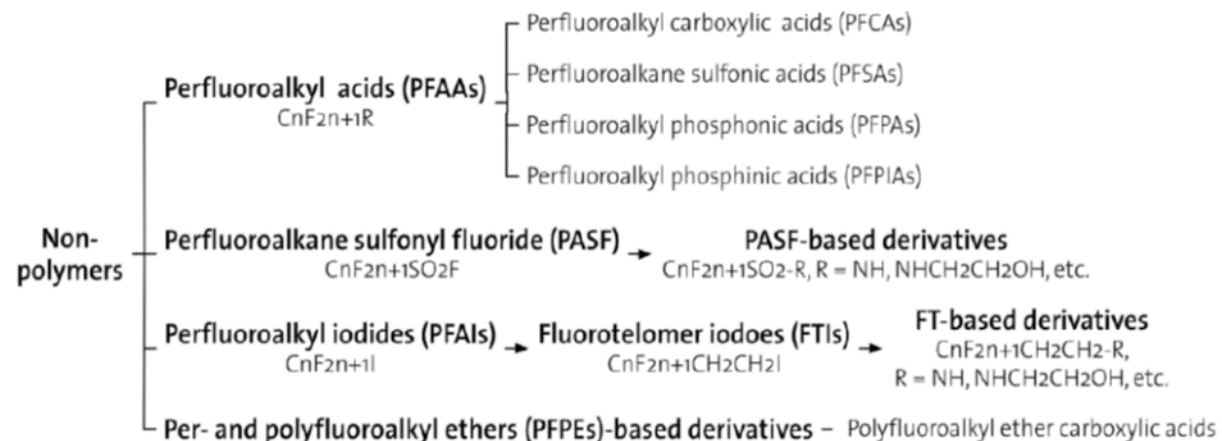 Non-
polymers
Perfluoroalkyl acids (PFAAs)
CnF2n+1R
Perfluoroalkyl carboxylic acids (PFCAs)
Perfluoroalkane sulfonic acids (PFSAs)
Perfluoroalkyl phosphonic acids (PFPAs)
Perfluoroalkyl phosphinic acids (PFPIAs)
Perfluoroalkane sulfonyl fluoride (PASF)
CnF2n+1SO2F
PASF-based derivatives
CnF2n+1SO2-R, R = NH, NHCH2CH2OH, etc.
Perfluoroalkyl iodides (PFAIs)
CnF2n+1I
Fluorotelomer iodoes (FTIs)
CnF2n+1CH2CH2I
FT-based derivatives
CnF2n+1CH2CH2-R,
R = NH, NHCH2CH2OH, etc.
Per- and polyfluoroalkyl ethers (PFPEs)-based derivatives – Polyfluoroalkyl ether carboxylic acids